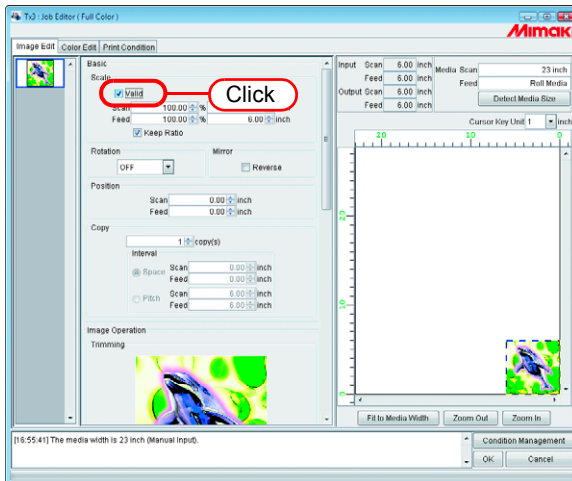 Tx3 : Job Editor ( Full Color )
Mimaki
Image Edit Color Edit Print Condition
Basic
Scale
Valid
Click
Scan 100.00 %
Feed 100.00 % 6.00 inch
Keep Ratio
Rotation
OFF
Mirror
Reverse
Position
Scan 0.00 inch
Feed 0.00 inch
Copy
1 copy(s)
Interval
Space
Scan 0.00 inch
Feed 0.00 inch
Pitch
Scan 6.00 inch
Feed 6.00 inch
Image Operation
Trimming
Input Scan 6.00 inch
Feed 6.00 inch
Output Scan 6.00 inch
Feed 6.00 inch
Media Scan 23 inch
Feed Roll Media
Detect Media Size
Cursor Key Unit 1 inch
20 10 0
20
10
0
Fit to Media Width Zoom Out Zoom In
[16:55:41] The media width is 23 inch (Manual Input).
Condition Management
OK Cancel